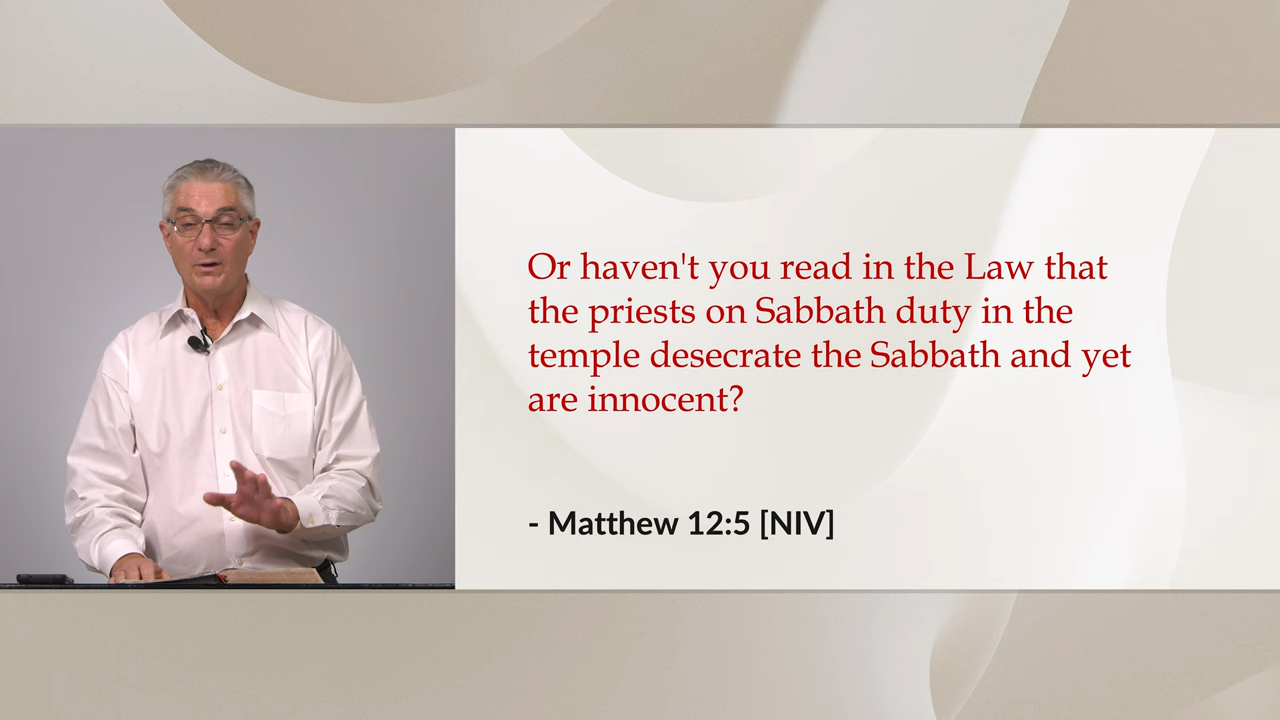 Or haven't you read in the Law that
the priests on Sabbath duty in the
temple desecrate the Sabbath and yet
are innocent?
- Matthew 12:5 [NIV]